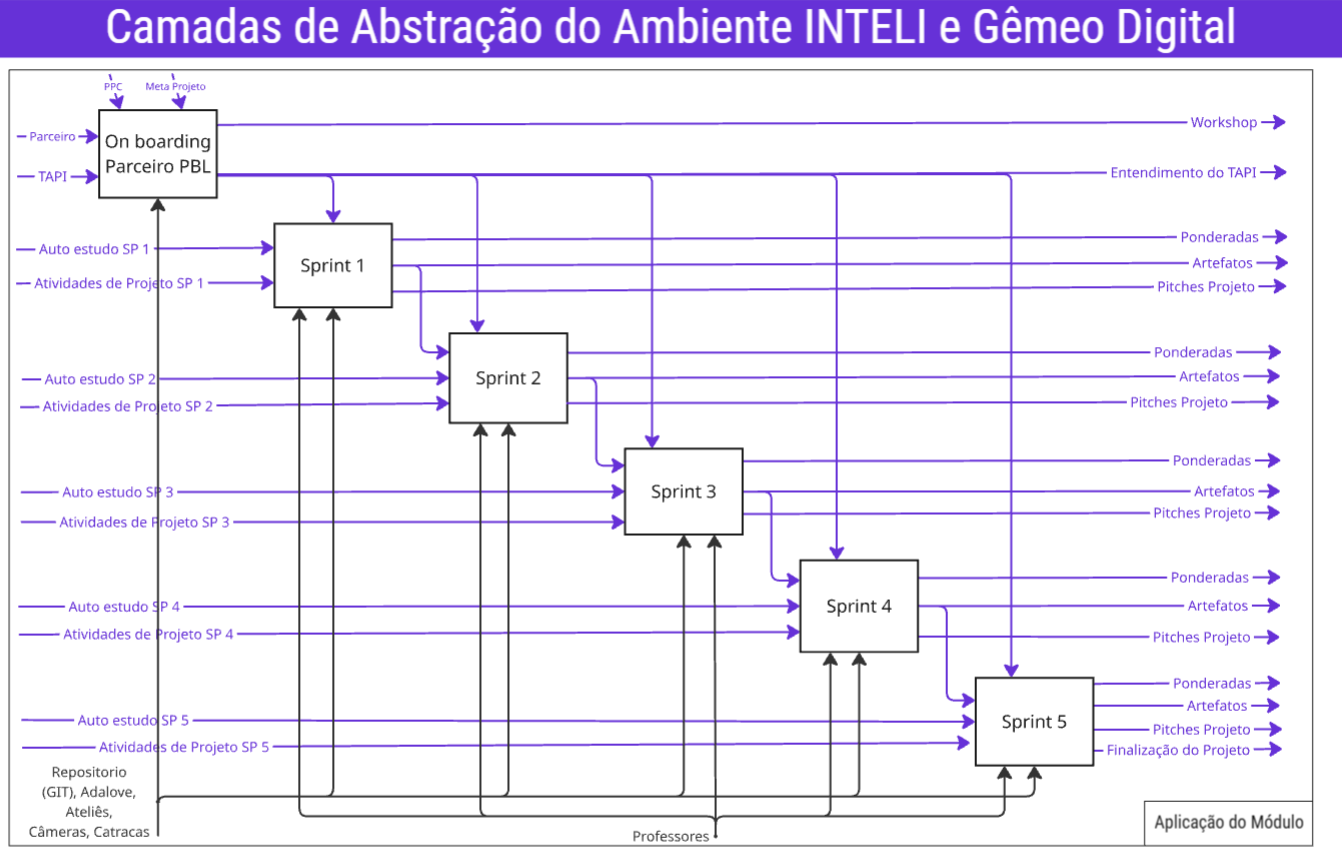 Camadas de Abstração do Ambiente INTELI e Gêmeo Digital
PPC
Meta Projeto
Parceiro
TAPI
On boarding
Parceiro PBL
Workshop
Entendimento do TAPI
Auto estudo SP 1
Atividades de Projeto SP 1
Sprint 1
Ponderadas
Artefatos
Pitches Projeto
Auto estudo SP 2
Atividades de Projeto SP 2
Sprint 2
Ponderadas
Artefatos
Pitches Projeto
Auto estudo SP 3
Atividades de Projeto SP 3
Sprint 3
Ponderadas
Artefatos
Pitches Projeto
Auto estudo SP 4
Atividades de Projeto SP 4
Sprint 4
Ponderadas
Artefatos
Pitches Projeto
Auto estudo SP 5
Atividades de Projeto SP 5
Sprint 5
Ponderadas
Artefatos
Pitches Projeto
Finalização do Projeto
Repositorio
(GIT), Adalove,
Ateliês,
Câmeras, Catracas
Professores
Aplicação do Módulo